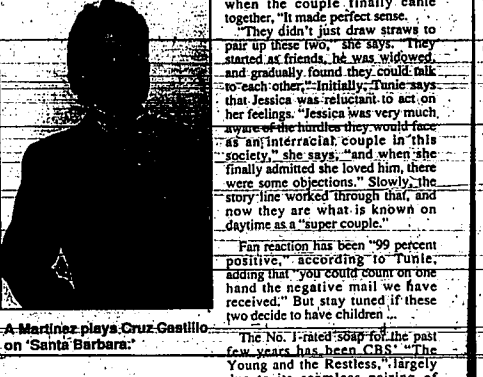 when the couple finally came
together, "It made perfect sense.
"They didn't just draw straws to
pair up these two," she says. "They
started as friends, he was widowed,
and gradually found they could talk
to each other." Initially, Tunie says
that Jessica was reluctant to act on
her feelings. "Jessica was very much
aware of the hurdles they would face
as an interracial couple in this
society," she says, "and when she
finally admitted she loved him, there
were some objections." Slowly, the
story line worked through that, and
now they are what is known on
daytime as a "super couple."
Fan reaction has been "99 percent
positive," according to Tunie,
adding that "you could count on one
hand the negative mail we have
received." But stay tuned if these
two decide to have children ...
The No. 1-rated soap for the past
few years has been CBS' "The
Young and the Restless," largely
due to its seamless pairing of
A Martinez plays Cruz Castillo
on 'Santa Barbara.'